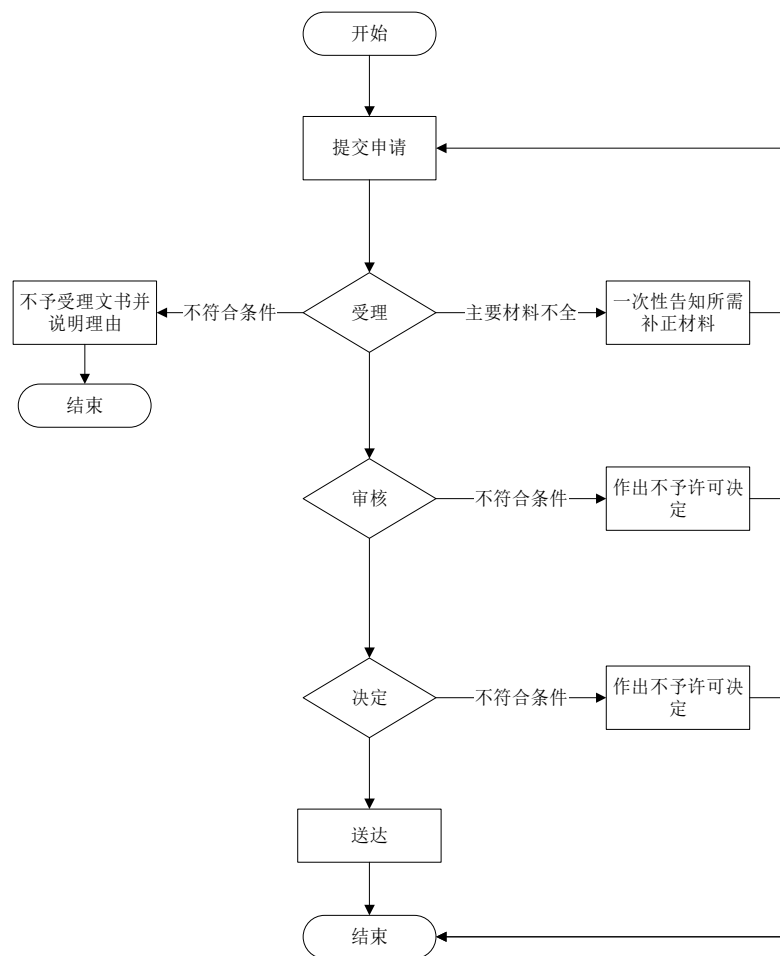 开始
提交申请
不予受理文书并
说明理由
不符合条件
受理
主要材料不全
一次性告知所需
补正材料
结束
审核
不符合条件
作出不予许可决
定
决定
不符合条件
作出不予许可决
定
送达
结束